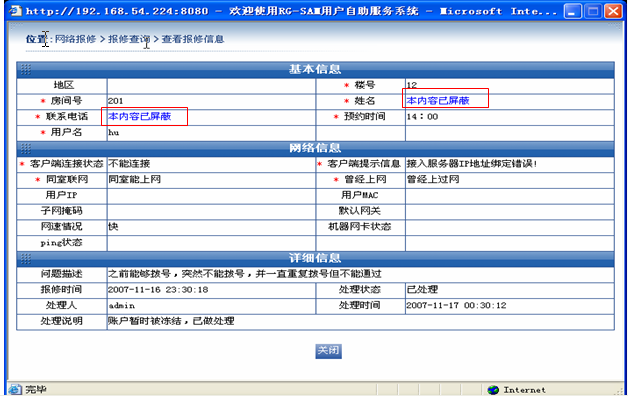 http://192.168.54.224:8080 - 欢迎使用RG-SAM用户自助服务系统 - Microsoft Inte...
位置:网络报修 > 报修查询 > 查看报修信息
基本信息
地区 * 楼号 12
* 房间号 201 * 姓名 本内容已屏蔽
* 联系电话 本内容已屏蔽 * 预约时间 14：00
* 用户名 hu
网络信息
* 客户端连接状态 不能连接 * 客户端提示信息 接入服务器IP地址绑定错误!
* 同室联网 同室能上网 * 曾经上网 曾经上过网
用户IP 用户MAC
子网掩码 默认网关
网速情况 快 机器网卡状态
ping状态
详细信息
问题描述 之前能够拨号，突然不能拨号，并一直重复拨号但不能通过
报修时间 2007-11-16 23:30:18 处理状态 已处理
处理人 admin 处理时间 2007-11-17 00:30:12
处理说明 账户暂时被冻结，已做处理
关闭
完毕 Internet